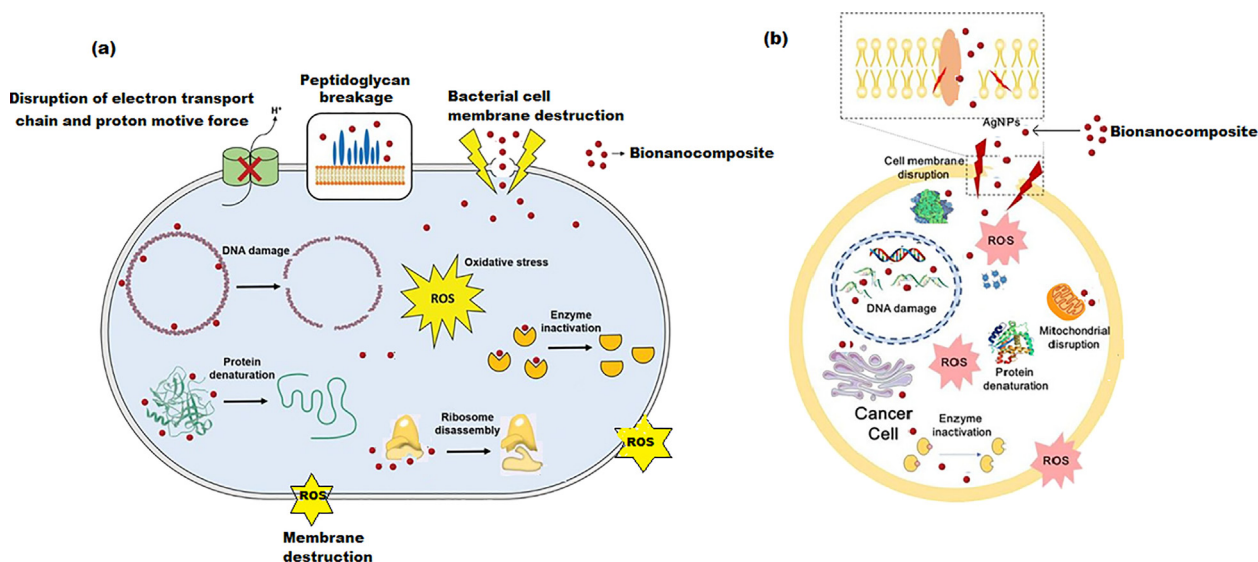 (a)
Disruption of electron transport
chain and proton motive force
H+
Peptidoglycan
breakage
Bacterial cell
membrane destruction
Bionanocomposite
DNA damage
Oxidative stress
ROS
Enzyme
inactivation
Protein
denaturation
Ribosome
disassembly
ROS
ROS
Membrane
destruction
(b)
AgNPs
Bionanocomposite
Cell membrane
disruption
ROS
DNA damage
Mitochondrial
disruption
ROS
Protein
denaturation
Cancer
Cell
Enzyme
inactivation
ROS